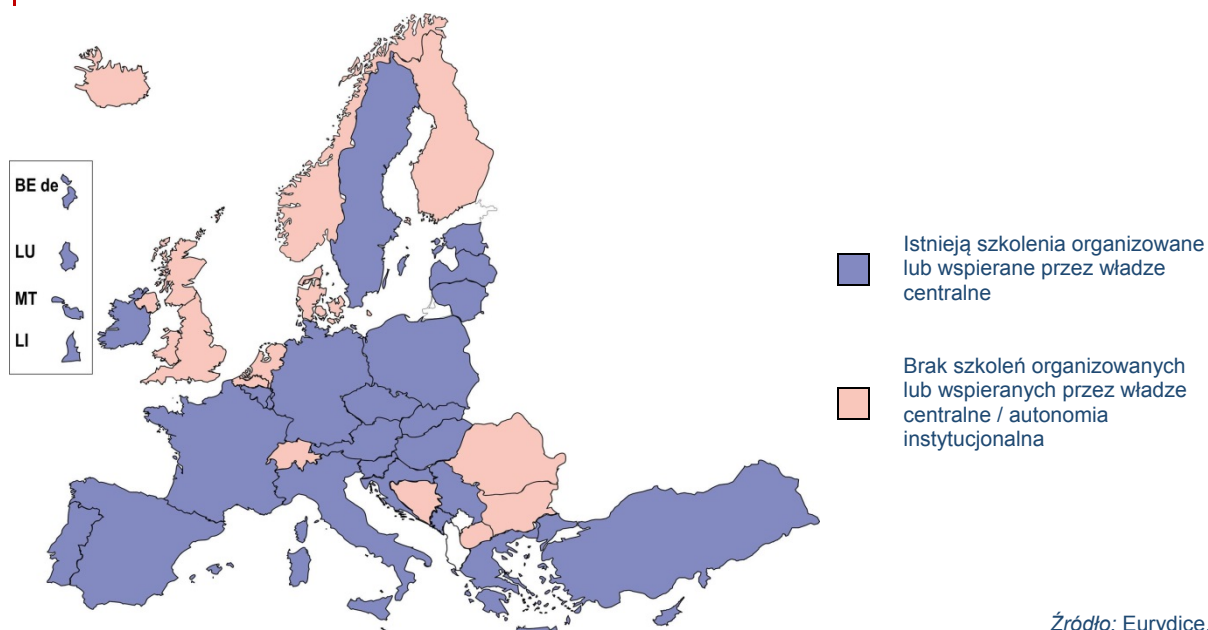 BE de
LU
MT
LI
Istnieją szkolenia organizowane
lub wspierane przez władze
centralne
Brak szkoleń organizowanych
lub wspieranych przez władze
centralne / autonomia
instytucjonalna
Źródło: Eurydice.